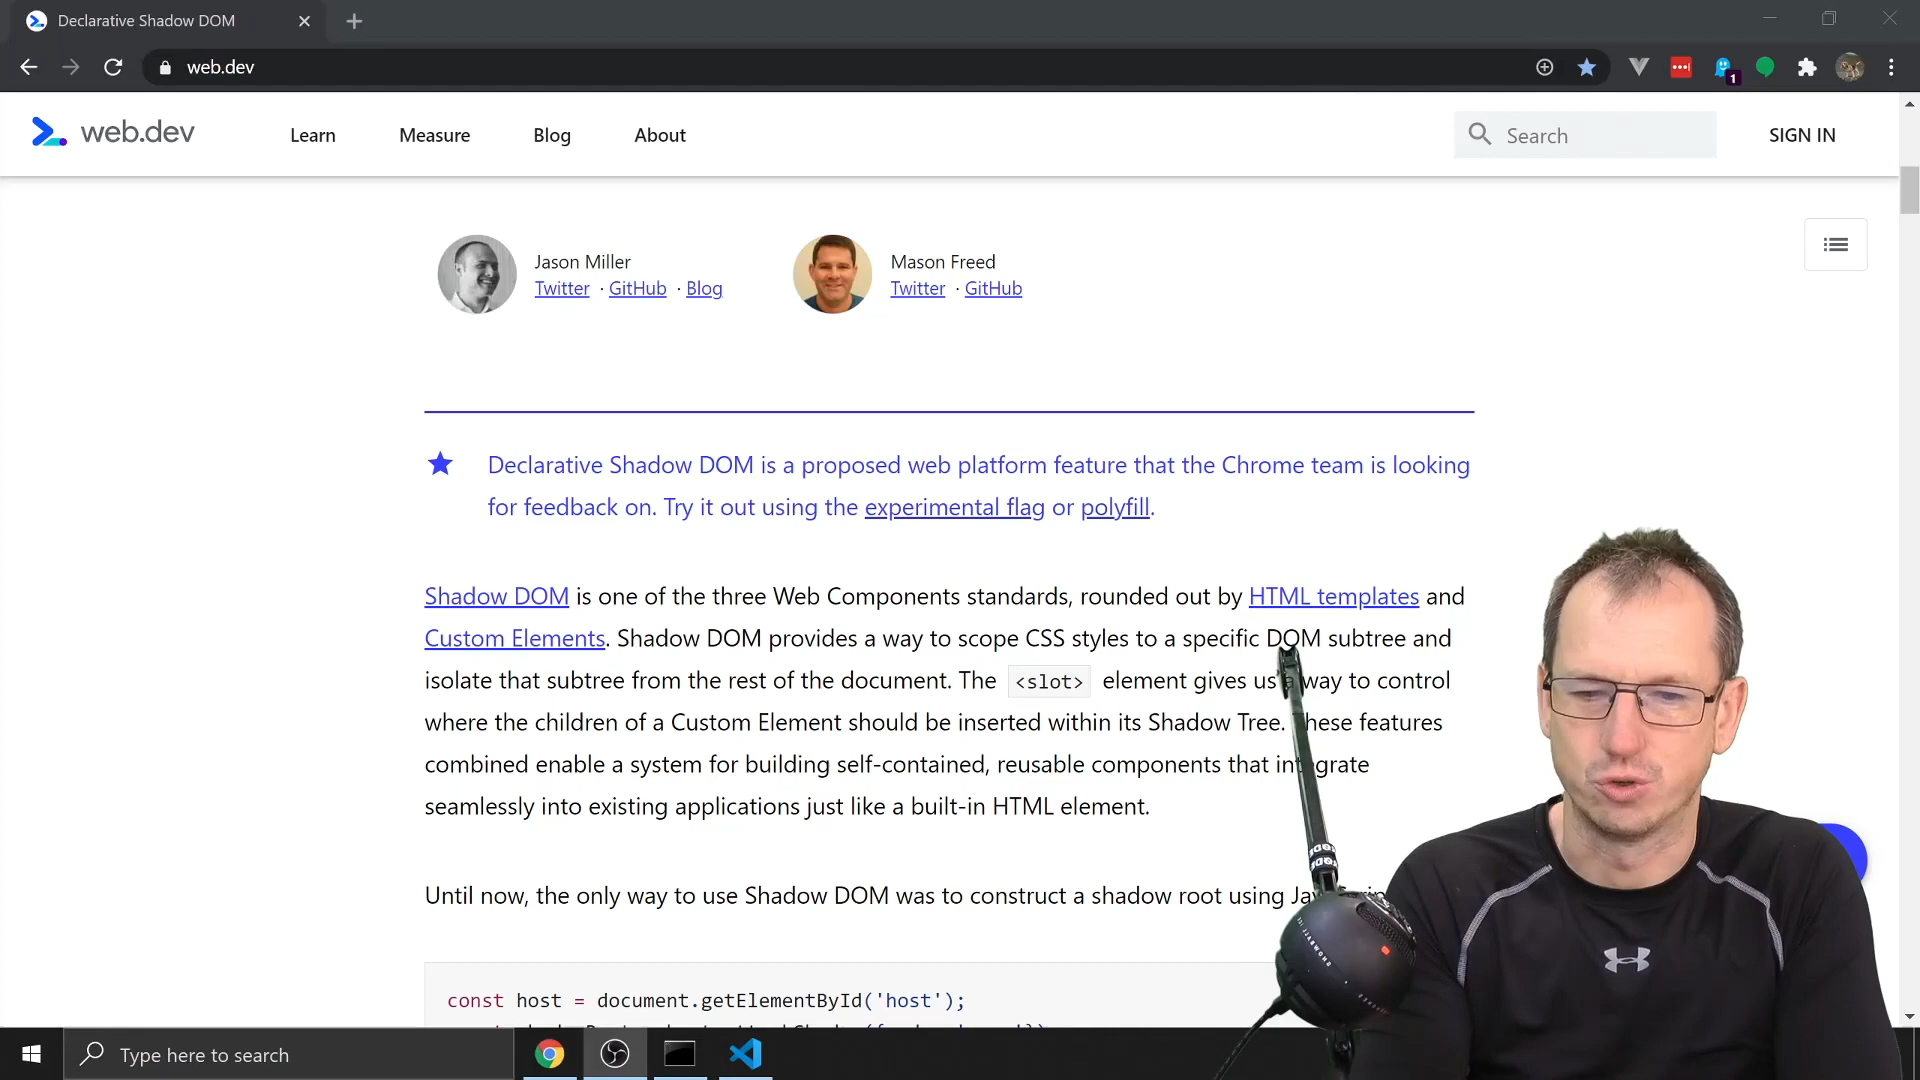 Declarative Shadow DOM
web.dev
1
web.dev
Learn
Measure
Blog
About
Search
SIGN IN
Jason Miller
Twitter · GitHub · Blog
Mason Freed
Twitter · GitHub
Declarative Shadow DOM is a proposed web platform feature that the Chrome team is looking
for feedback on. Try it out using the experimental flag or polyfill.
Shadow DOM is one of the three Web Components standards, rounded out by HTML templates and
Custom Elements. Shadow DOM provides a way to scope CSS styles to a specific DOM subtree and
isolate that subtree from the rest of the document. The <slot> element gives us a way to control
where the children of a Custom Element should be inserted within its Shadow Tree. These features
combined enable a system for building self-contained, reusable components that integrate
seamlessly into existing applications just like a built-in HTML element.
Until now, the only way to use Shadow DOM was to construct a shadow root using
const host = document.getElementById('host');
Type here to search